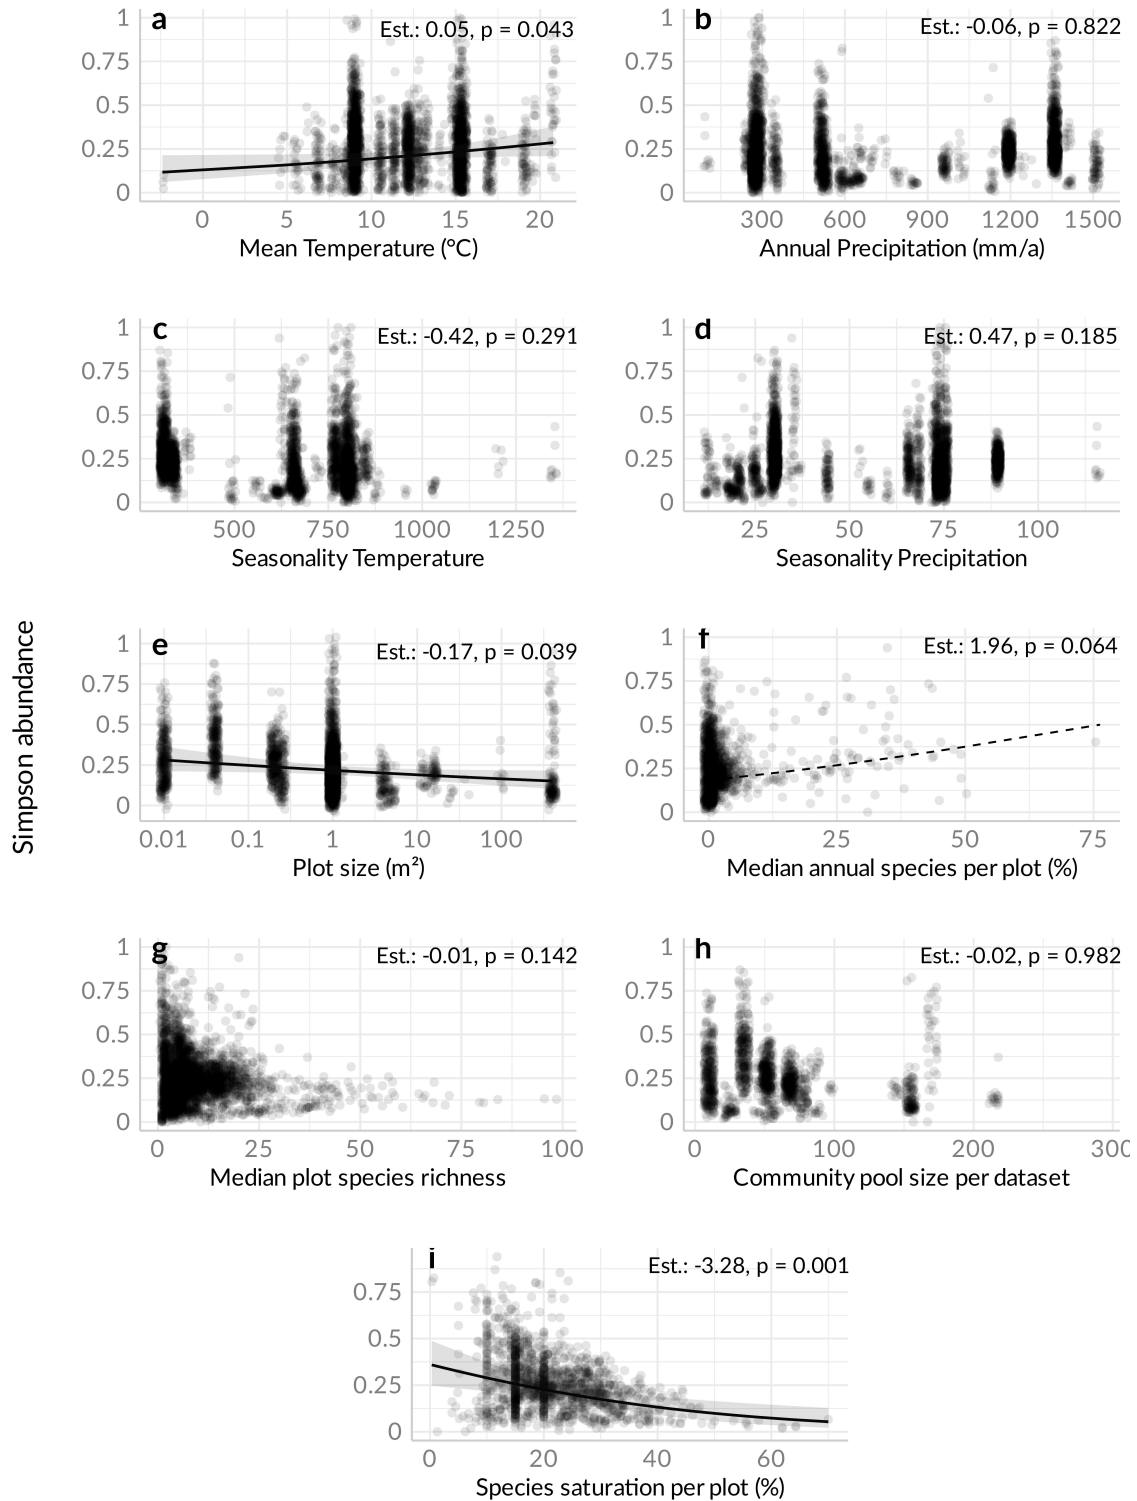 Simpson abundance
a
Est.: 0.05, p = 0.043
1
0.75
0.5
0.25
0
0 5 10 15 20
Mean Temperature (°C)
b
Est.: -0.06, p = 0.822
1
0.75
0.5
0.25
0
300 600 900 1200 1500
Annual Precipitation (mm/a)
c
Est.: -0.42, p = 0.291
1
0.75
0.5
0.25
0
500 750 1000 1250
Seasonality Temperature
d
Est.: 0.47, p = 0.185
1
0.75
0.5
0.25
0
25 50 75 100
Seasonality Precipitation
e
Est.: -0.17, p = 0.039
1
0.75
0.5
0.25
0
0.01 0.1 1 10 100
Plot size (m²)
f
Est.: 1.96, p = 0.064
1
0.75
0.5
0.25
0
0 25 50 75
Median annual species per plot (%)
g
Est.: -0.01, p = 0.142
1
0.75
0.5
0.25
0
0 25 50 75 100
Median plot species richness
h
Est.: -0.02, p = 0.982
1
0.75
0.5
0.25
0
0 100 200 300
Community pool size per dataset
i
Est.: -3.28, p = 0.001
0.75
0.5
0.25
0
0 20 40 60
Species saturation per plot (%)